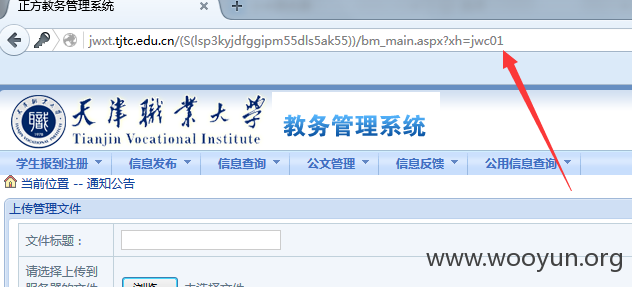 正方教务管理系统
jwxt.tjtc.edu.cn/(S(lsp3kyjdfggipm55dls5ak55))/bm_main.aspx?xh=jwc01
天津職業大學 教务管理系统
Tianjin Vocational Institute
学生报到注册 信息发布 信息查询 公文管理 信息反馈 公用信息查询
当前位置 -- 通知公告
上传管理文件
文件标题：
请选择上传到
服务器的文件 浏览… 未选择文件
www.wooyun.org